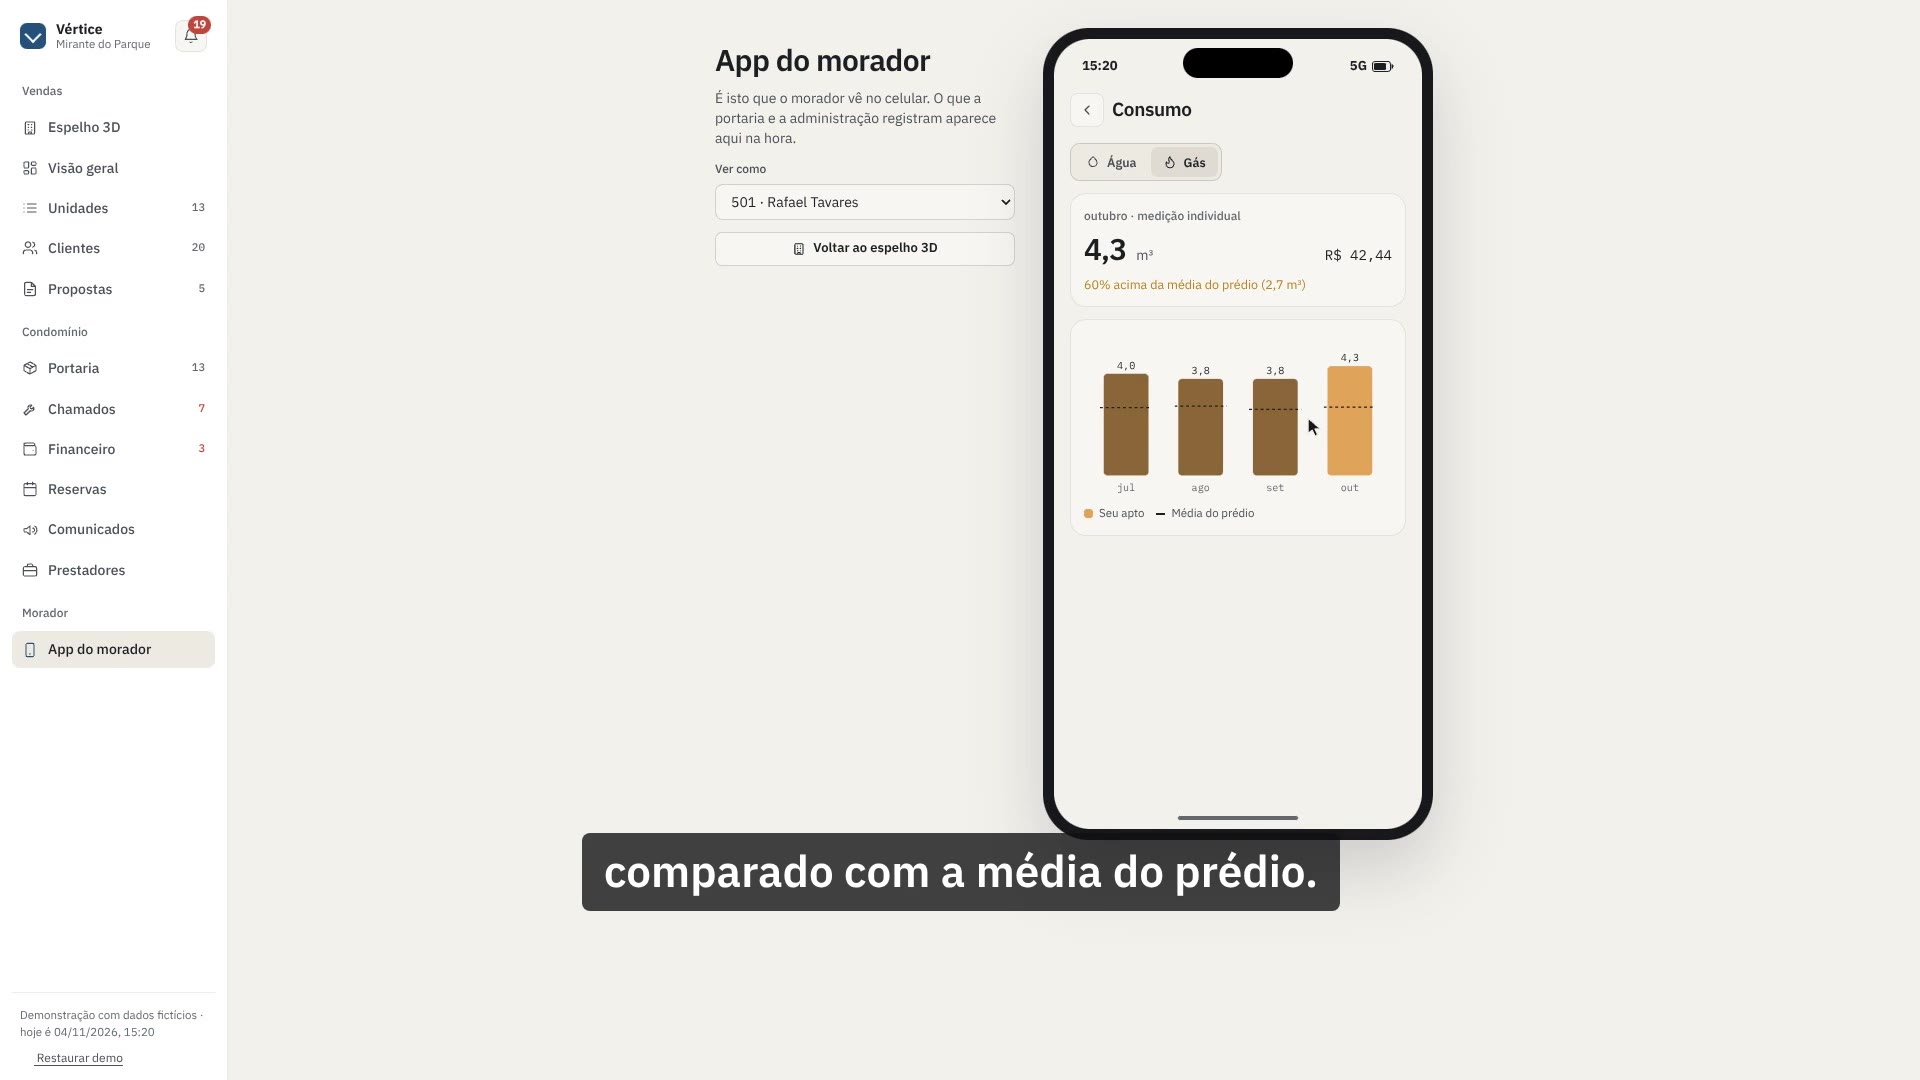 Vértice
Mirante do Parque
19
Vendas
Espelho 3D
Visão geral
Unidades 13
Clientes 20
Propostas 5
Condomínio
Portaria 13
Chamados 7
Financeiro 3
Reservas
Comunicados
Prestadores
Morador
App do morador
Demonstração com dados fictícios ·
hoje é 04/11/2026, 15:20
Restaurar demo
App do morador
É isto que o morador vê no celular. O que a
portaria e a administração registram aparece
aqui na hora.
Ver como
501 · Rafael Tavares
Voltar ao espelho 3D
15:20 5G
Consumo
Água Gás
outubro · medição individual
4,3 m³ R$ 42,44
60% acima da média do prédio (2,7 m³)
4,0 3,8 3,8 4,3
jul ago set out
Seu apto Média do prédio
comparado com a média do prédio.